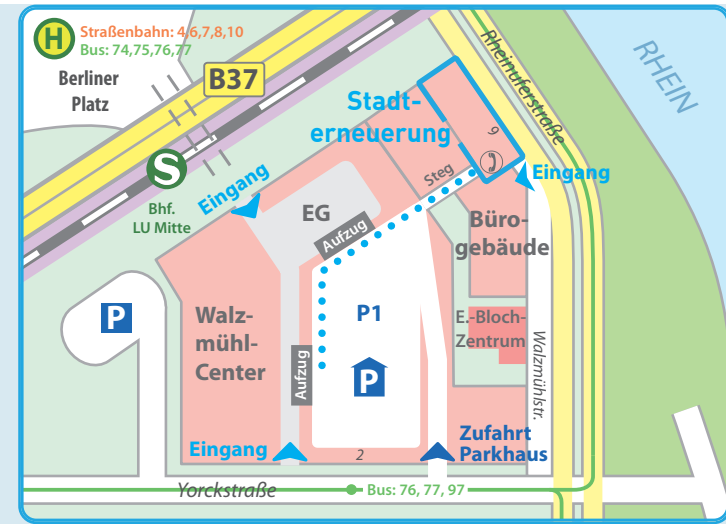 H
Straßenbahn: 4,6,7,8,10
Bus: 74,75,76,77
Berliner
Platz
B37
RHEIN
Rheinuferstraße
Stadt-
erneuerung
9
S
Bhf.
LU Mitte
Eingang
Steg
Eingang
EG
Aufzug
Büro-
gebäude
P
Walz-
mühl-
Center
P1
E.-Bloch-
Zentrum
Walzmühlstr.
Aufzug
P
Eingang
2
Zufahrt
Parkhaus
Yorckstraße
Bus: 76, 77, 97